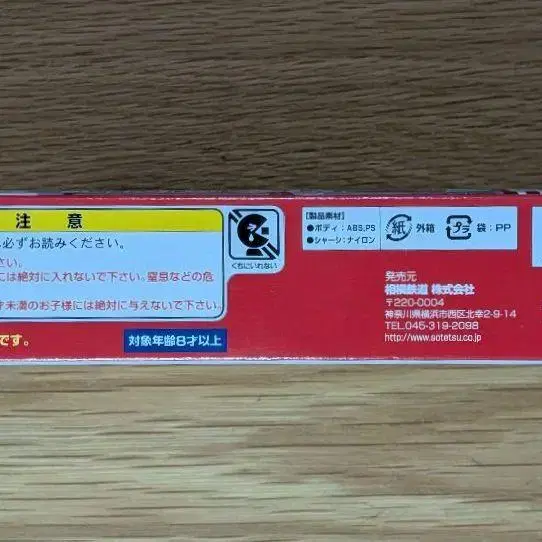 注 意
必ずお読みください。
さい。
には絶対に入れないで下さい。窒息などの危
才未満のお子様には絶対に与えないで下さい。
です。
対象年齢8才以上
くちにいれない
【製品素材】
●ボディ：ABS,PS
●シャーシ：ナイロン
紙 外箱
プラ 袋：PP
発売元
相模鉄道 株式会社
〒220-0004
神奈川県横浜市西区北幸2-9-14
TEL.045-319-2098
http://www.sotetsu.co.jp